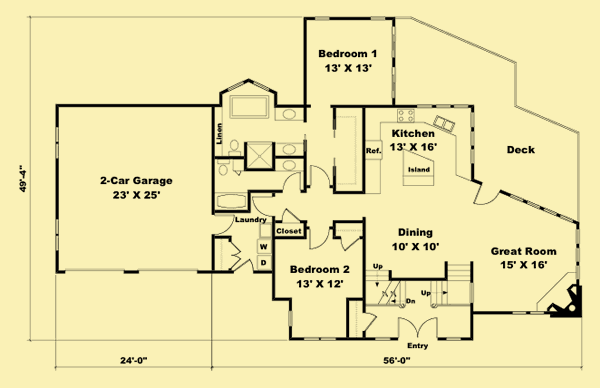 Bedroom 1
13' X 13'
Linen
Kitchen
13' X 16'
Ref.
Island
Deck
2-Car Garage
23' X 25'
49'-4"
Laundry
Closet
W
D
Dining
10' X 10'
Great Room
15' X 16'
Bedroom 2
13' X 12'
Up
Up
Dn
Entry
24'-0"
56'-0"